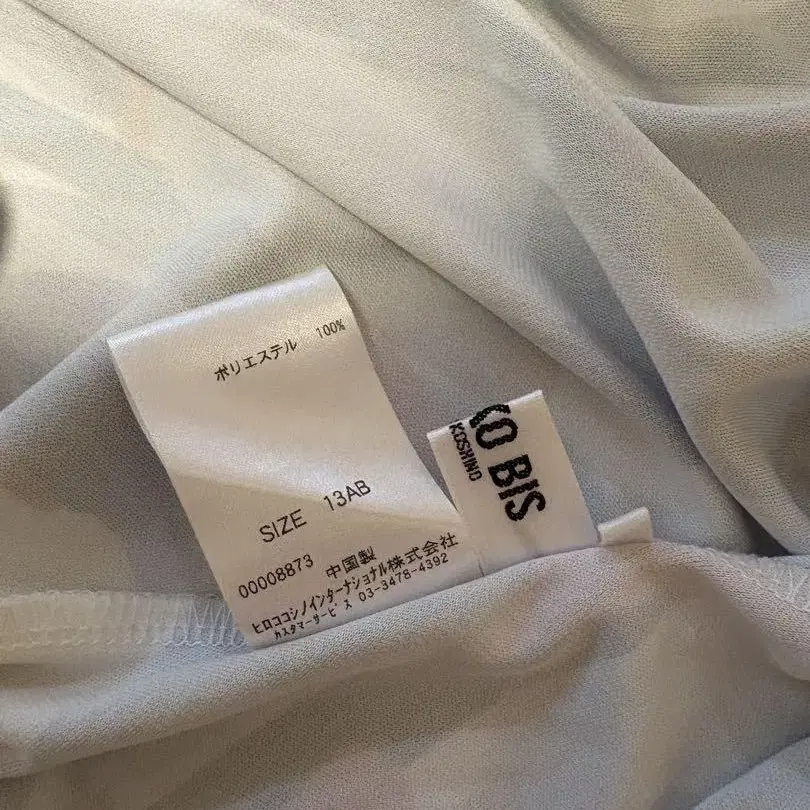 ポリエステル 100%
SIZE 13AB
00008873 中国製
ヒロココシノインターナショナル株式会社
カスタマーサービス 03-3478-4392
KO BIS
KOSHINO